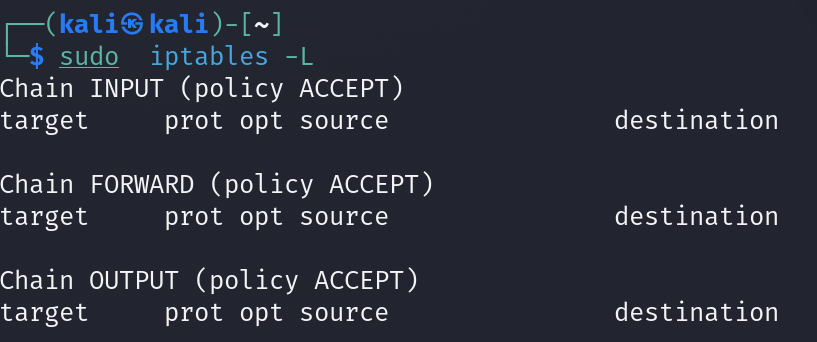 ┌──(kali㉿kali)-[~]
└─$ sudo  iptables -L
Chain INPUT (policy ACCEPT)
target     prot opt source               destination

Chain FORWARD (policy ACCEPT)
target     prot opt source               destination

Chain OUTPUT (policy ACCEPT)
target     prot opt source               destination